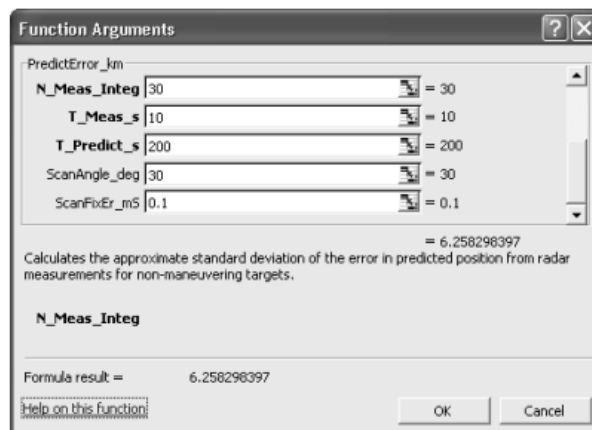 Function Arguments
PredictError_km
N_Meas_Integ 30 = 30
T_Meas_s 10 = 10
T_Predict_s 200 = 200
ScanAngle_deg 30 = 30
ScanFixEr_mS 0.1 = 0.1
= 6.258298397
Calculates the approximate standard deviation of the error in predicted position from radar
measurements for non-maneuvering targets.
N_Meas_Integ
Formula result = 6.258298397
Help on this function
OK Cancel